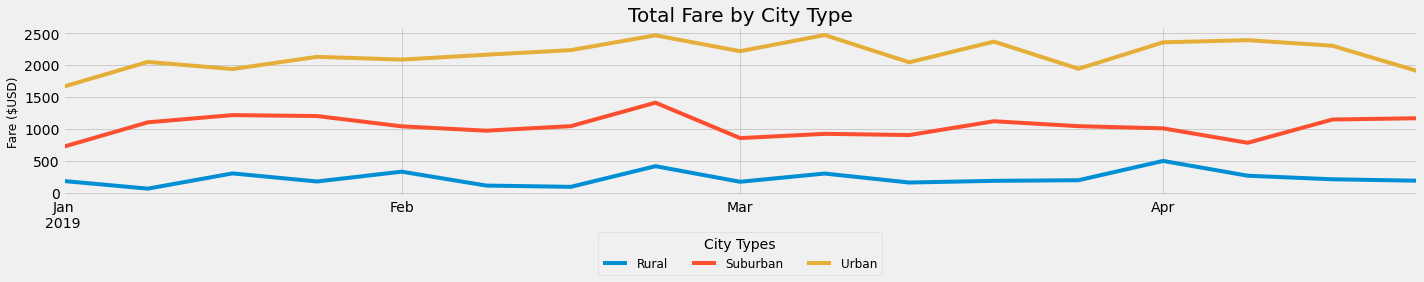 Total Fare by City Type
2500
2000
1500
1000
500
0
Fare ($USD)
Jan Feb Mar Apr
2019
City Types
Rural Suburban Urban